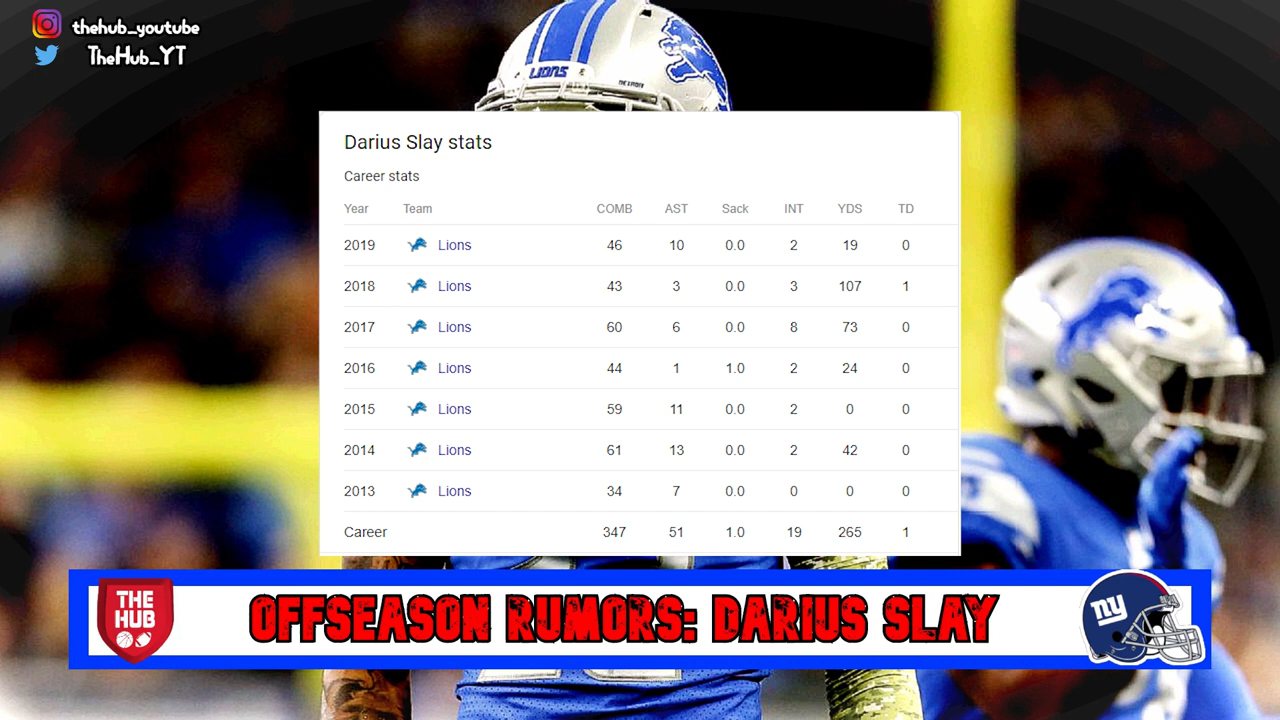 thehub_youtube
TheHub_YT
LIONS
DETROIT
Darius Slay stats
Career stats
Year Team COMB AST Sack INT YDS TD
2019 Lions 46 10 0.0 2 19 0
2018 Lions 43 3 0.0 3 107 1
2017 Lions 60 6 0.0 8 73 0
2016 Lions 44 1 1.0 2 24 0
2015 Lions 59 11 0.0 2 0 0
2014 Lions 61 13 0.0 2 42 0
2013 Lions 34 7 0.0 0 0 0
Career 347 51 1.0 19 265 1
THE
HUB
OFFSEASON RUMORS: DARIUS SLAY
ny